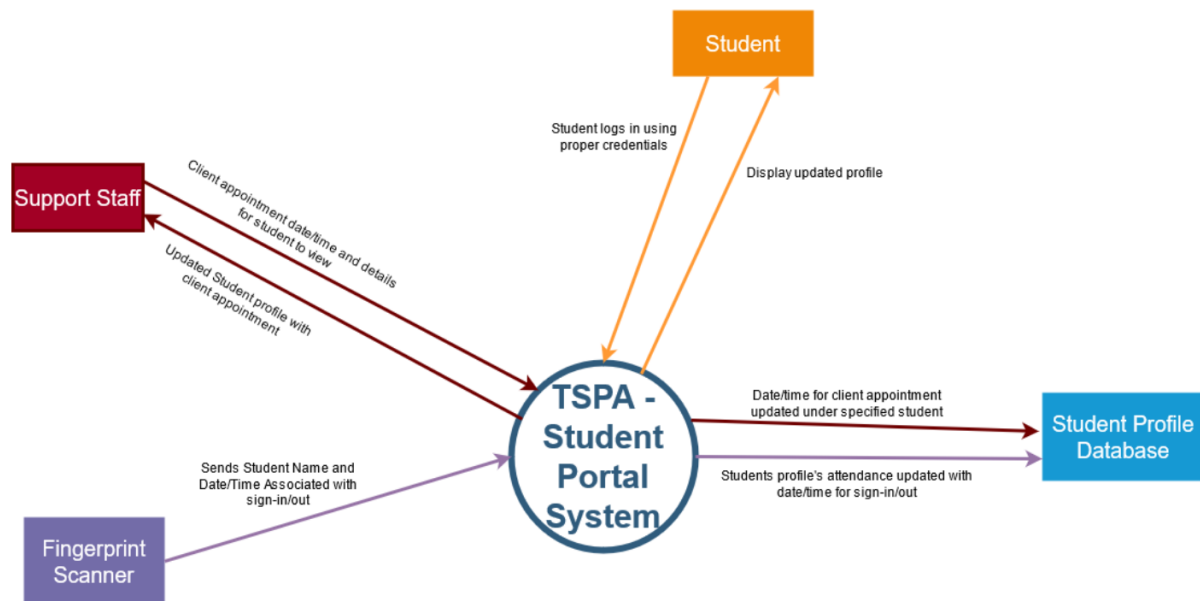 Student
Student logs in using
proper credentials
Display updated profile
Support Staff
Client appointment date/time and details
for student to view
Updated Student profile with
client appointment
TSPA -
Student
Portal
System
Date/time for client appointment
updated under specified student
Student Profile
Database
Students profile's attendance updated with
date/time for sign-in/out
Sends Student Name and
Date/Time Associated with
sign-in/out
Fingerprint
Scanner